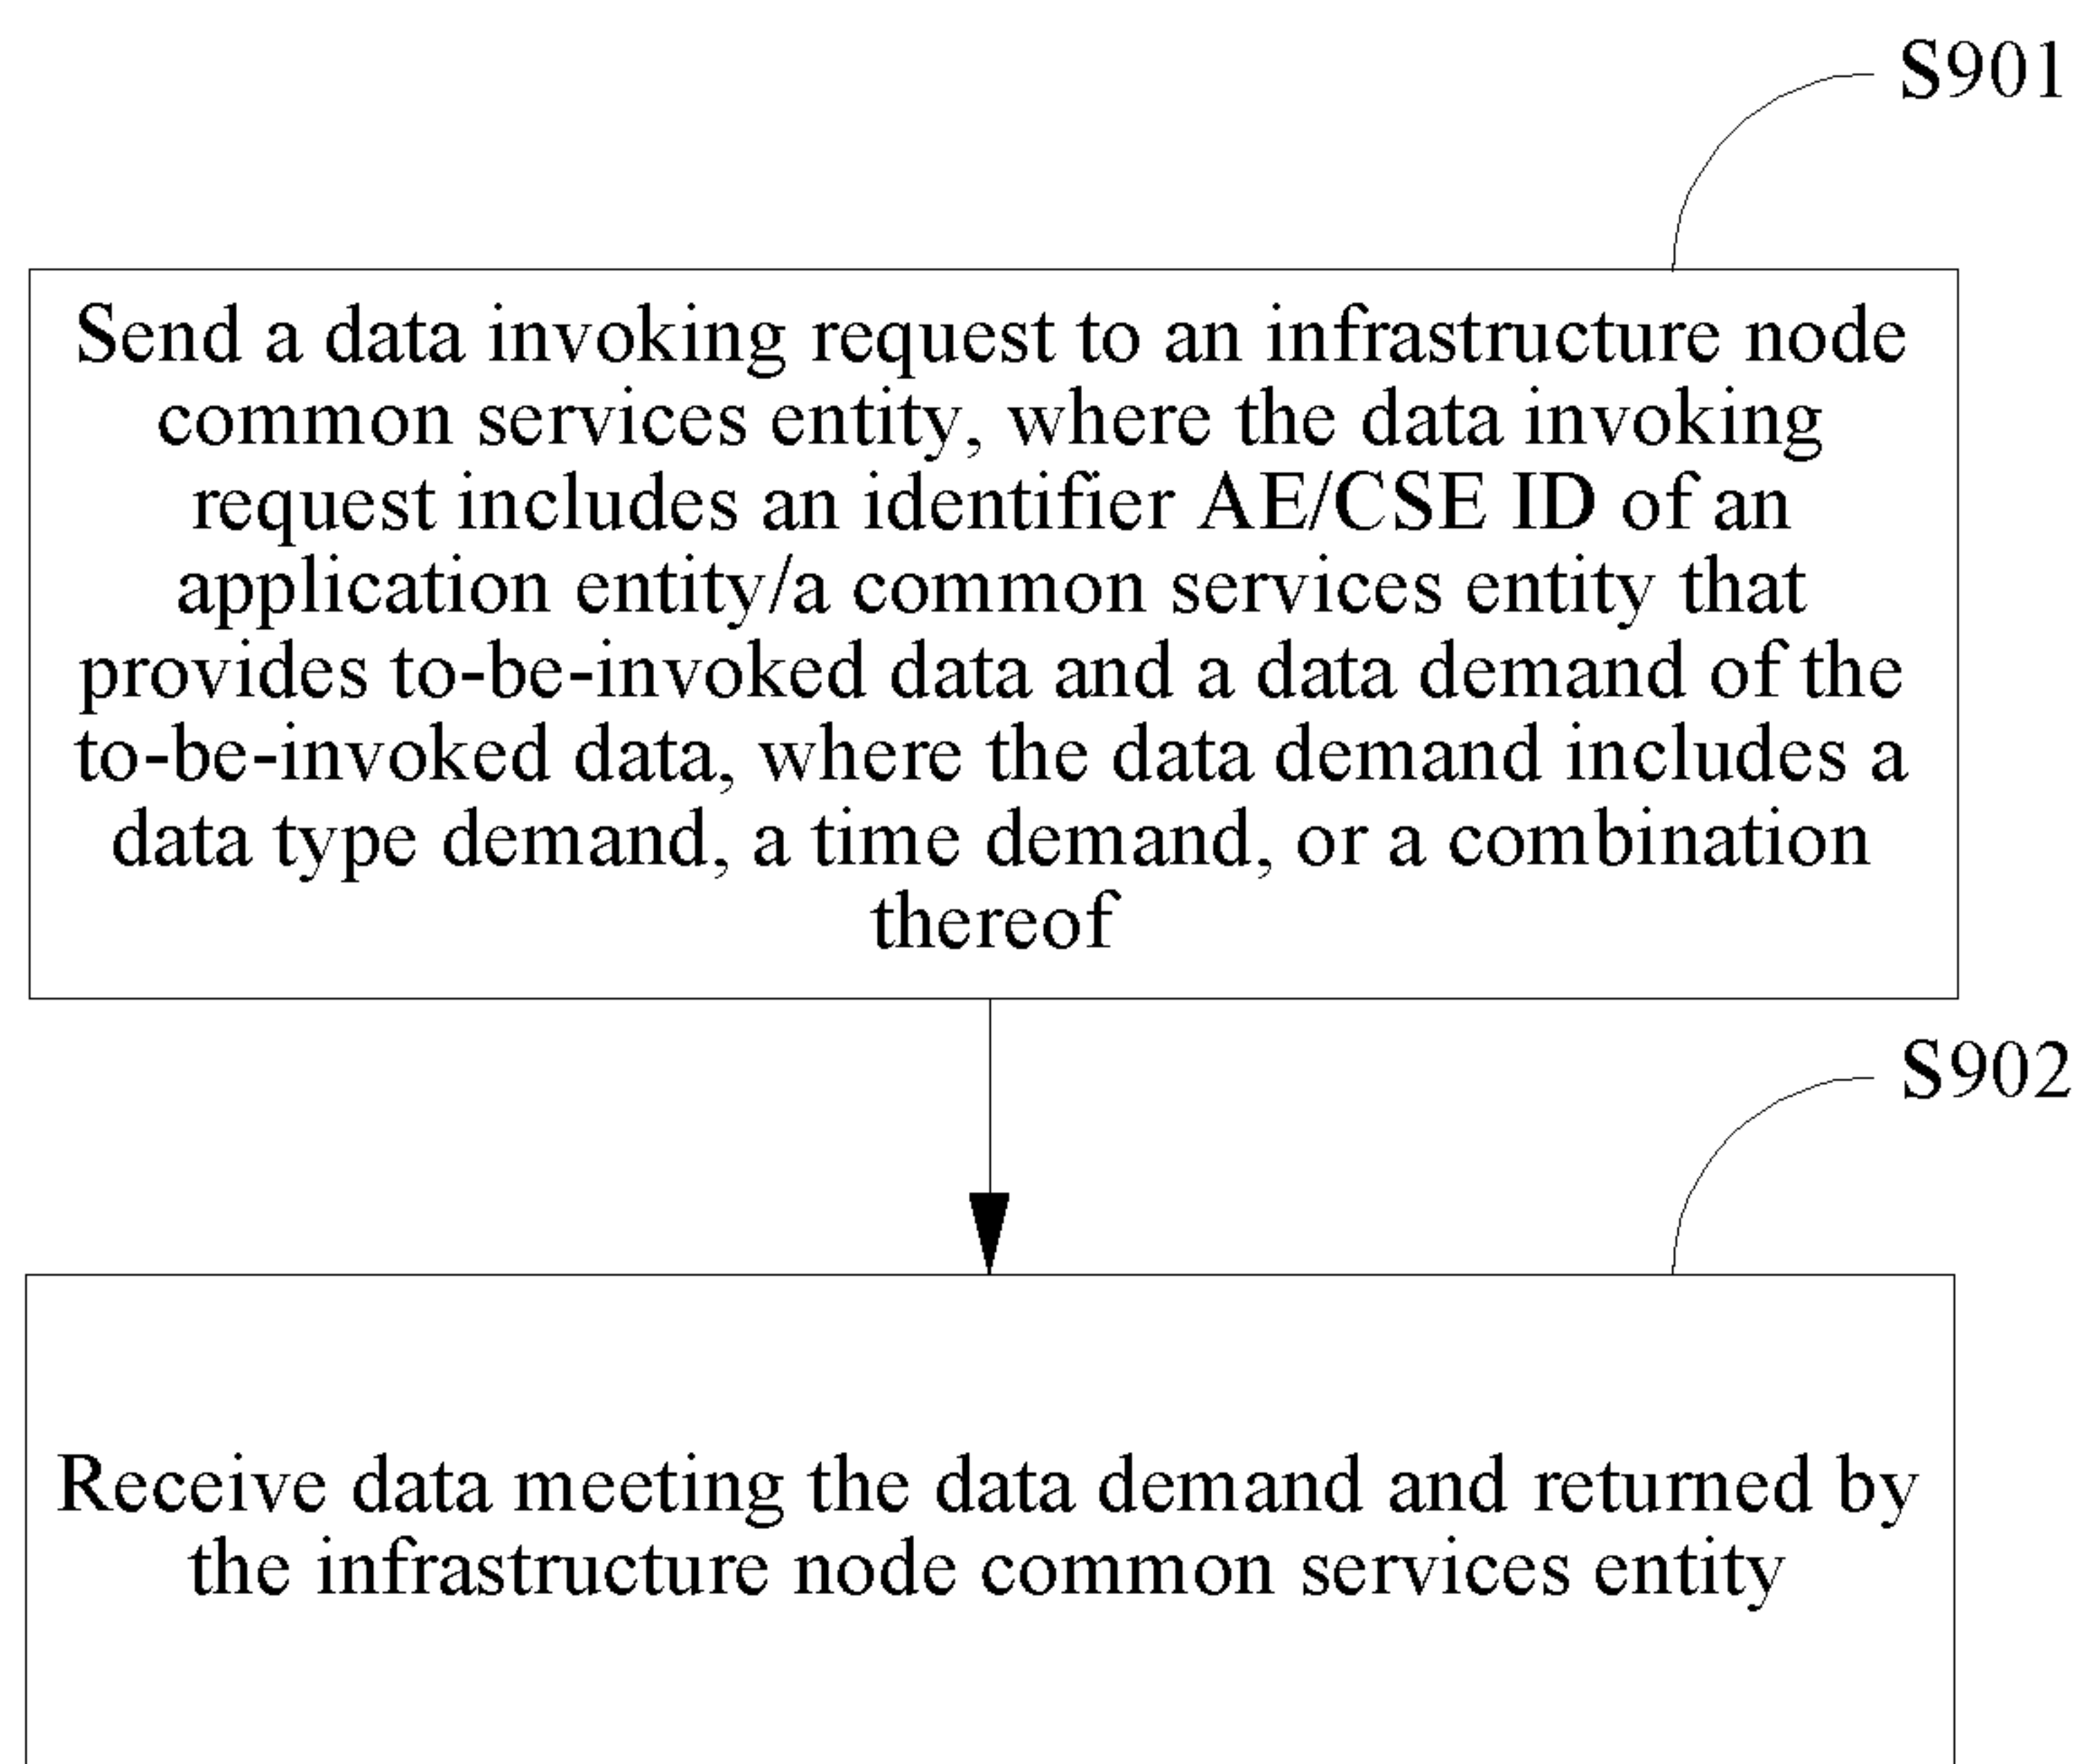 S901
Send a data invoking request to an infrastructure node
common services entity, where the data invoking
request includes an identifier AE/CSE ID of an
application entity/a common services entity that
provides to-be-invoked data and a data demand of the
to-be-invoked data, where the data demand includes a
data type demand, a time demand, or a combination
thereof
S902
Receive data meeting the data demand and returned by
the infrastructure node common services entity